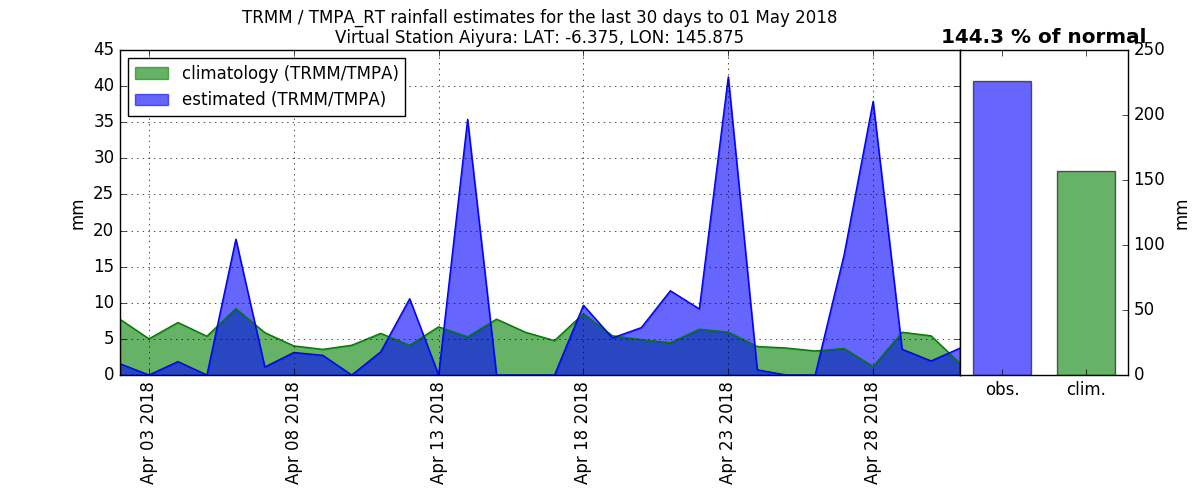 TRMM / TMPA_RT rainfall estimates for the last 30 days to 01 May 2018
Virtual Station Aiyura: LAT: -6.375, LON: 145.875
144.3 % of normal
climatology (TRMM/TMPA)
estimated (TRMM/TMPA)
45
40
35
30
25
20
15
10
5
0
mm
Apr 03 2018
Apr 08 2018
Apr 13 2018
Apr 18 2018
Apr 23 2018
Apr 28 2018
250
200
150
100
50
0
mm
obs.
clim.